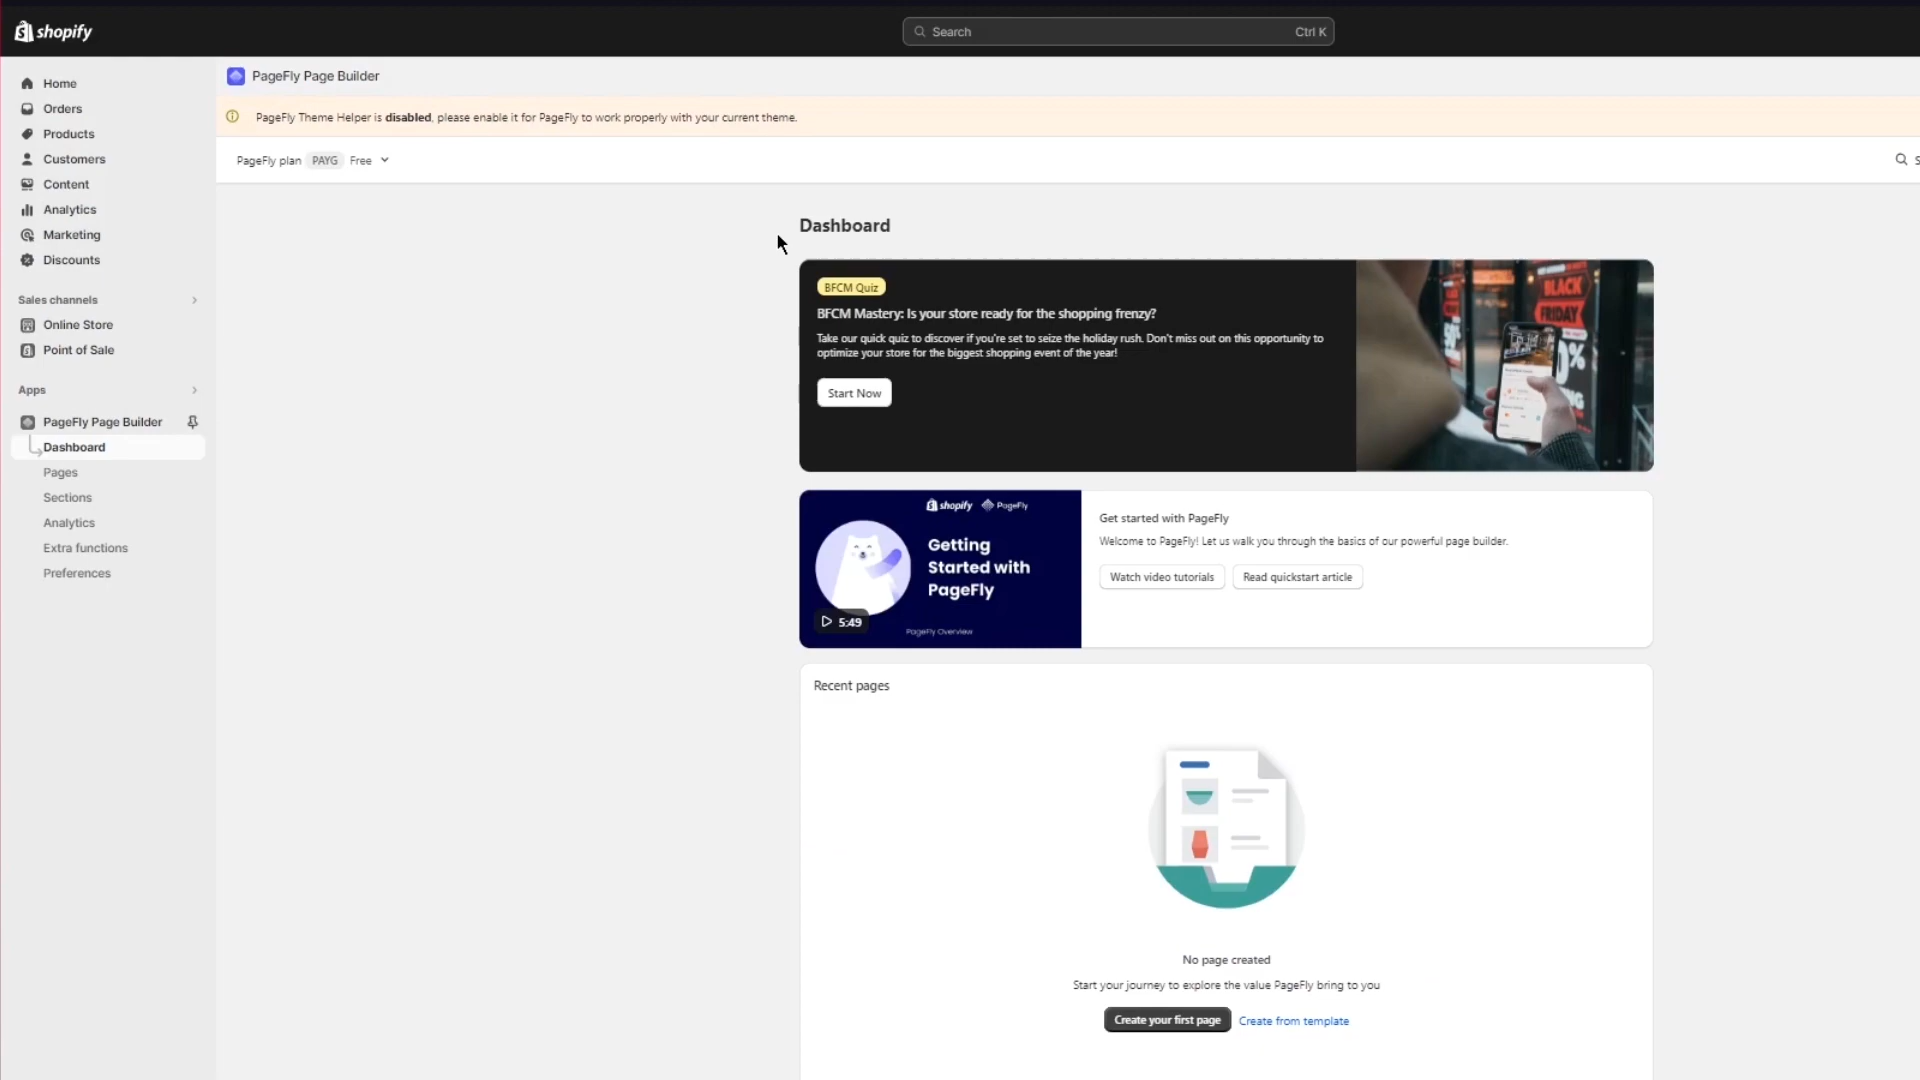 shopify
Search
Ctrl K
Home
Orders
Products
Customers
Content
Analytics
Marketing
Discounts
Sales channels
Online Store
Point of Sale
Apps
PageFly Page Builder
Dashboard
Pages
Sections
Analytics
Extra functions
Preferences
PageFly Page Builder
PageFly Theme Helper is disabled, please enable it for PageFly to work properly with your current theme.
PageFly plan PAYG Free
S
Dashboard
BFCM Quiz
BFCM Mastery: Is your store ready for the shopping frenzy?
Take our quick quiz to discover if you're set to seize the holiday rush. Don't miss out on this opportunity to
optimize your store for the biggest shopping event of the year!
Start Now
BLACK
FRIDAY
%
shopify PageFly
Getting
Started with
PageFly
5:49
PageFly Overview
Get started with PageFly
Welcome to PageFly! Let us walk you through the basics of our powerful page builder.
Watch video tutorials
Read quickstart article
Recent pages
No page created
Start your journey to explore the value PageFly bring to you
Create your first page
Create from template